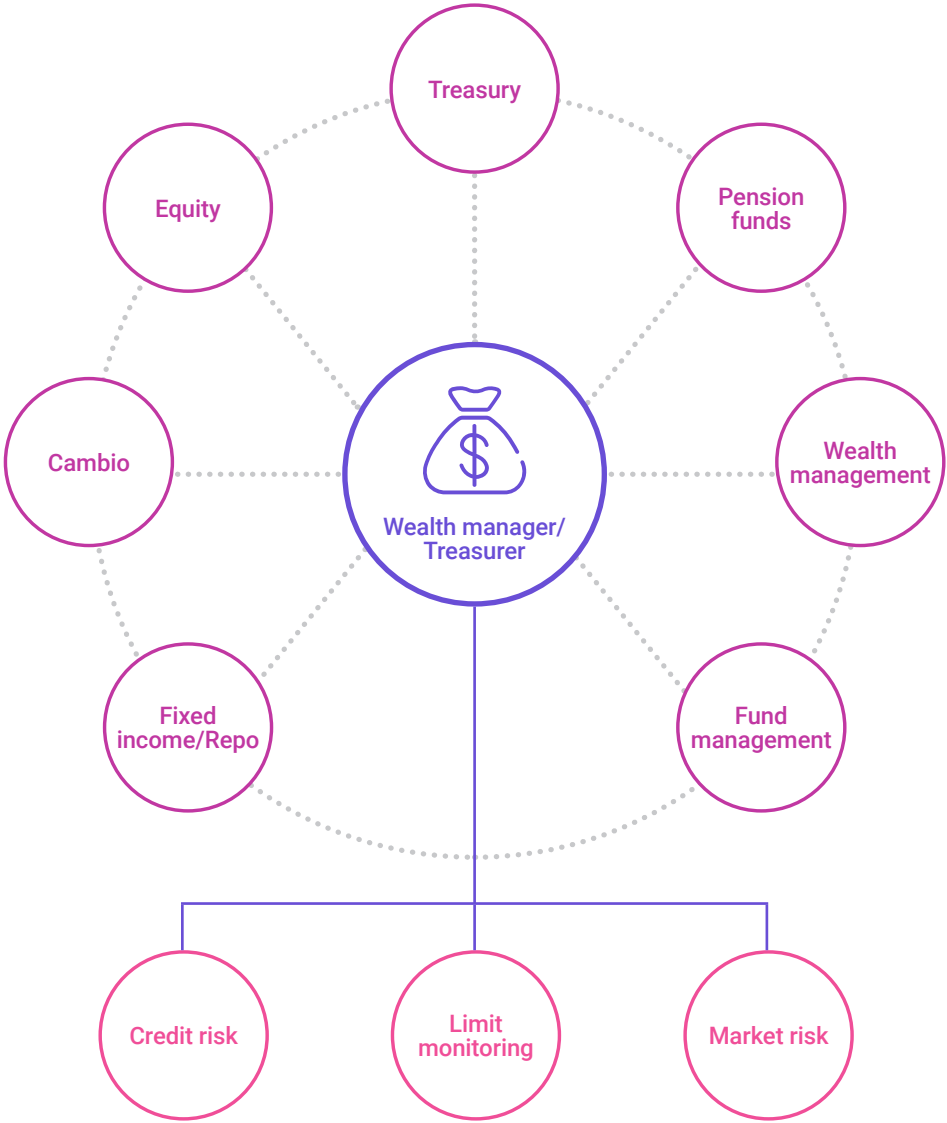 Treasury
Equity
Pension
funds
Cambio
Wealth
management
$
Wealth manager/
Treasurer
Fixed
income/Repo
Fund
management
Credit risk
Limit
monitoring
Market risk